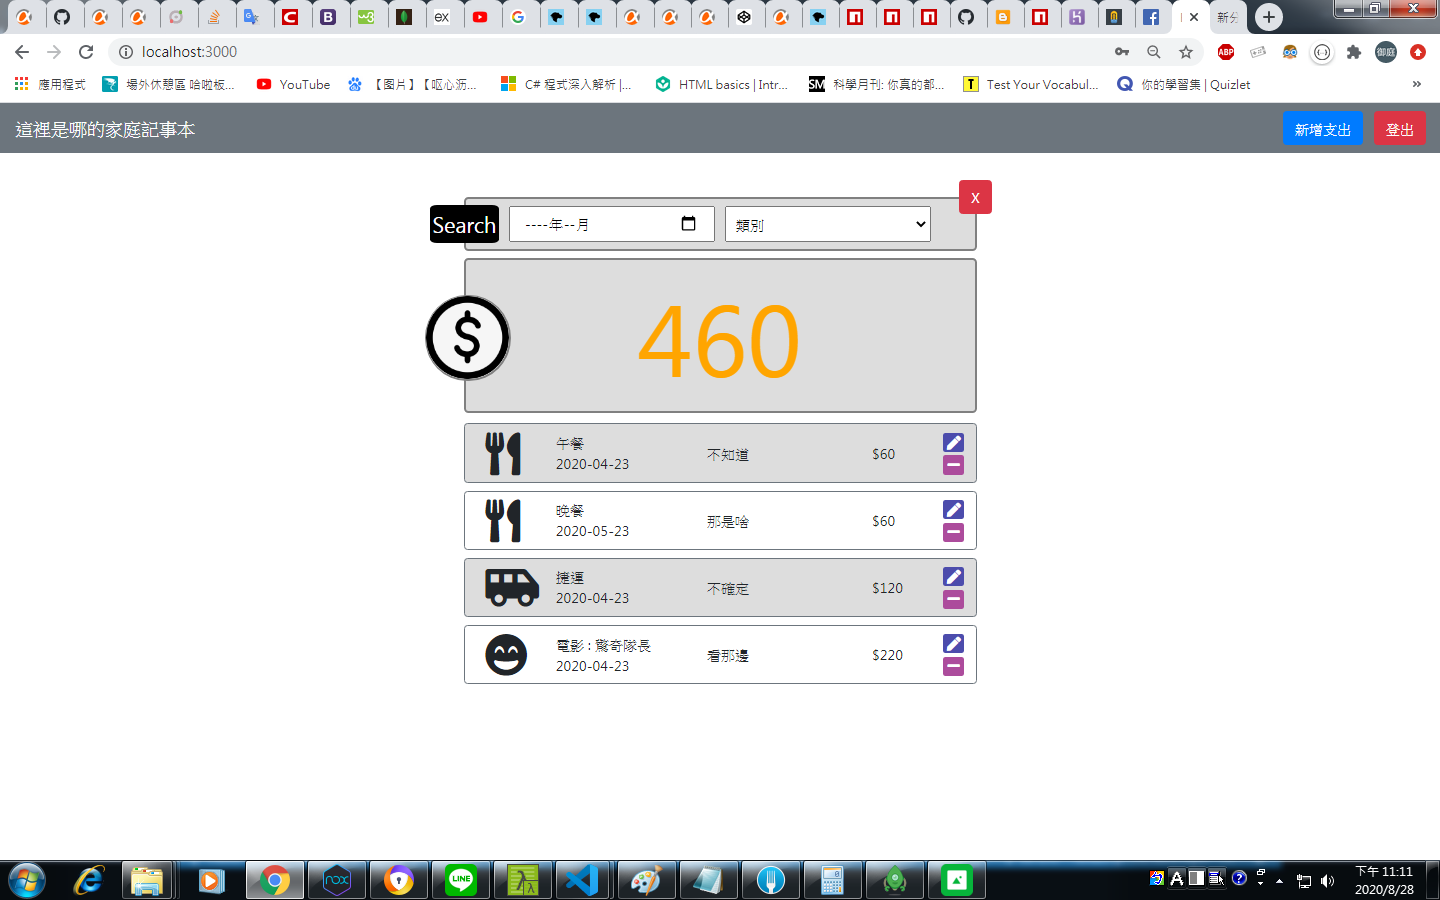 新分
localhost:3000
應用程式
場外休憩區 哈啦板...
YouTube
【图片】【呕心沥...
C# 程式深入解析 |...
HTML basics | Intr...
SM
科學月刊: 你真的都...
T
Test Your Vocabul...
你的學習集 | Quizlet
»
這裡是哪的家庭記事本
新增支出
登出
X
Search
----年--月
類別
$
460
午餐
2020-04-23
不知道
$60
晚餐
2020-05-23
那是啥
$60
捷運
2020-04-23
不確定
$120
電影 : 驚奇隊長
2020-04-23
看那邊
$220
下午 11:11
2020/8/28